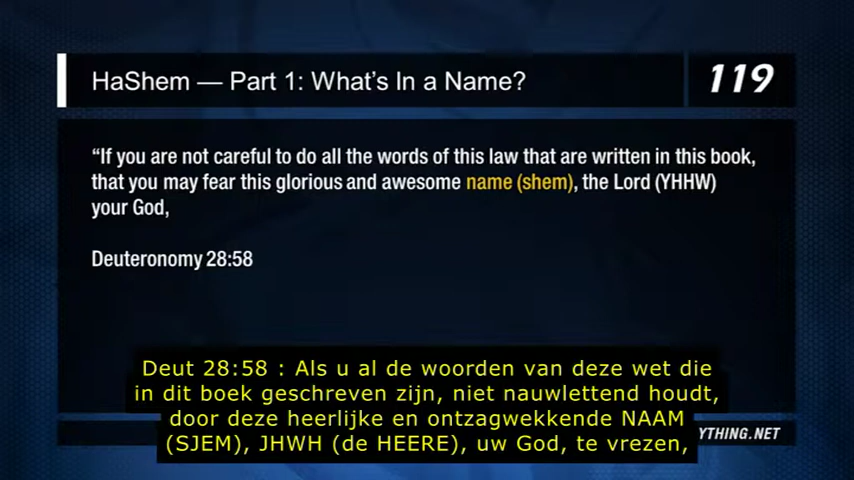 HaShem — Part 1: What's In a Name?
119
“If you are not careful to do all the words of this law that are written in this book,
that you may fear this glorious and awesome name (shem), the Lord (YHHW)
your God,
Deuteronomy 28:58
Deut 28:58 : Als u al de woorden van deze wet die
in dit boek geschreven zijn, niet nauwlettend houdt,
door deze heerlijke en ontzagwekkende NAAM
(SJEM), JHWH (de HEERE), uw God, te vrezen,
YTHING.NET